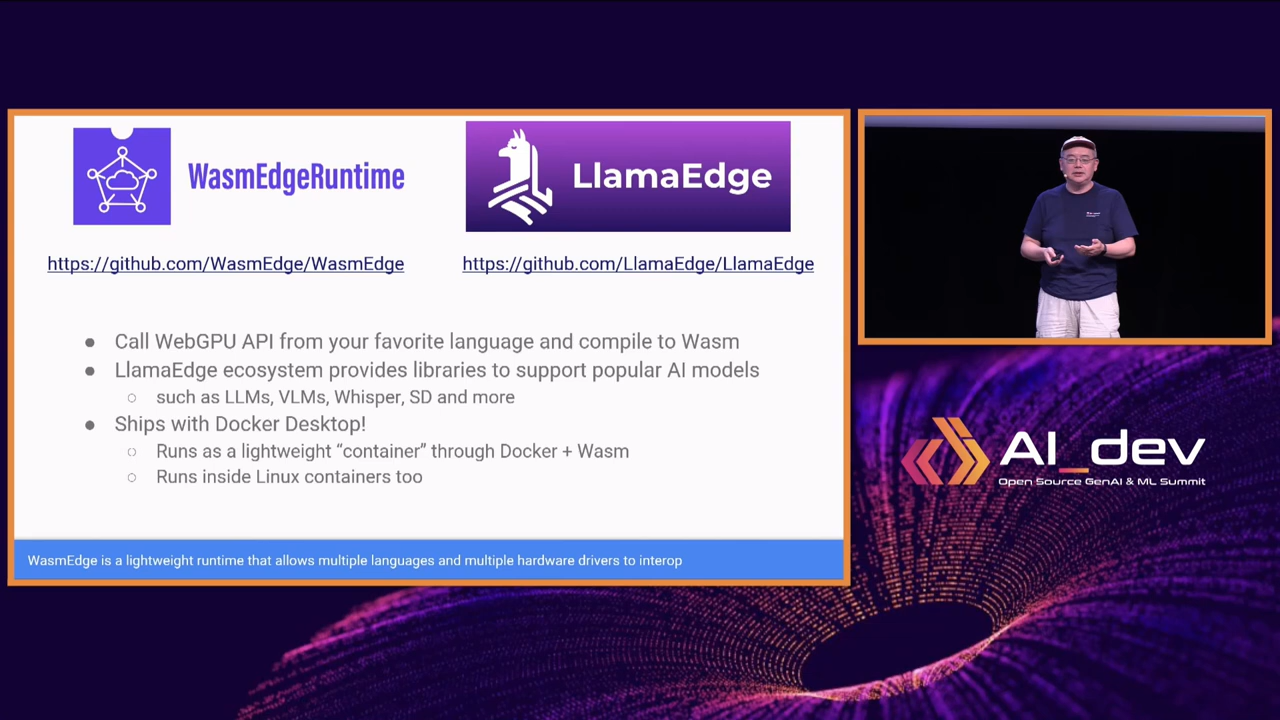 WasmEdgeRuntime
LlamaEdge
https://github.com/WasmEdge/WasmEdge
https://github.com/LlamaEdge/LlamaEdge
● Call WebGPU API from your favorite language and compile to Wasm
● LlamaEdge ecosystem provides libraries to support popular AI models
○ such as LLMs, VLMs, Whisper, SD and more
● Ships with Docker Desktop!
○ Runs as a lightweight “container” through Docker + Wasm
○ Runs inside Linux containers too
WasmEdge is a lightweight runtime that allows multiple languages and multiple hardware drivers to interop
AI_dev
Open Source GenAI & ML Summit